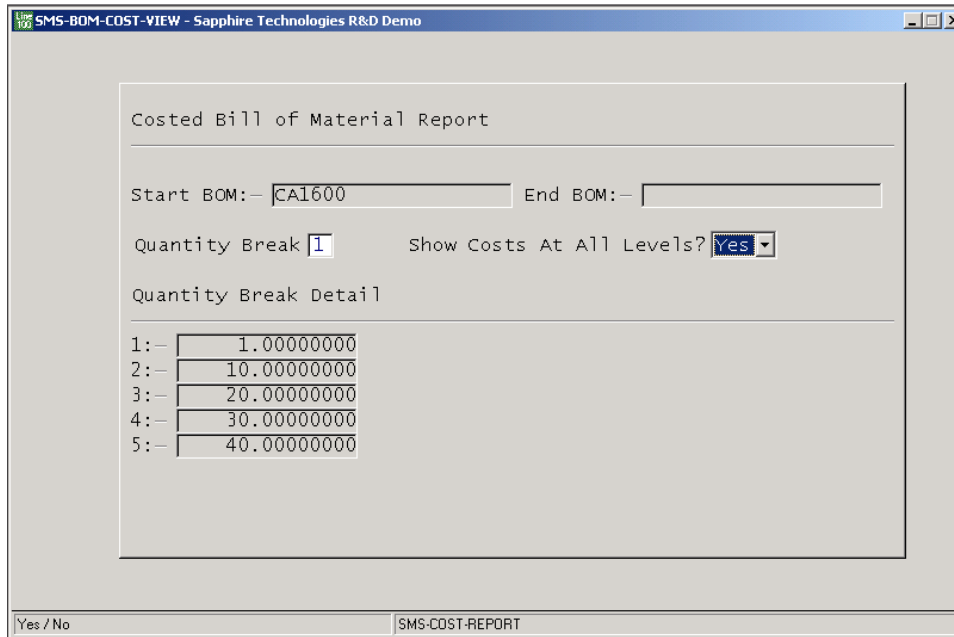 Line 100 SMS-BOM-COST-VIEW - Sapphire Technologies R&D Demo
Costed Bill of Material Report
Start BOM:- CA1600 End BOM:-
Quantity Break 1 Show Costs At All Levels? Yes
Quantity Break Detail
1:- 1.00000000
2:- 10.00000000
3:- 20.00000000
4:- 30.00000000
5:- 40.00000000
Yes / No SMS-COST-REPORT